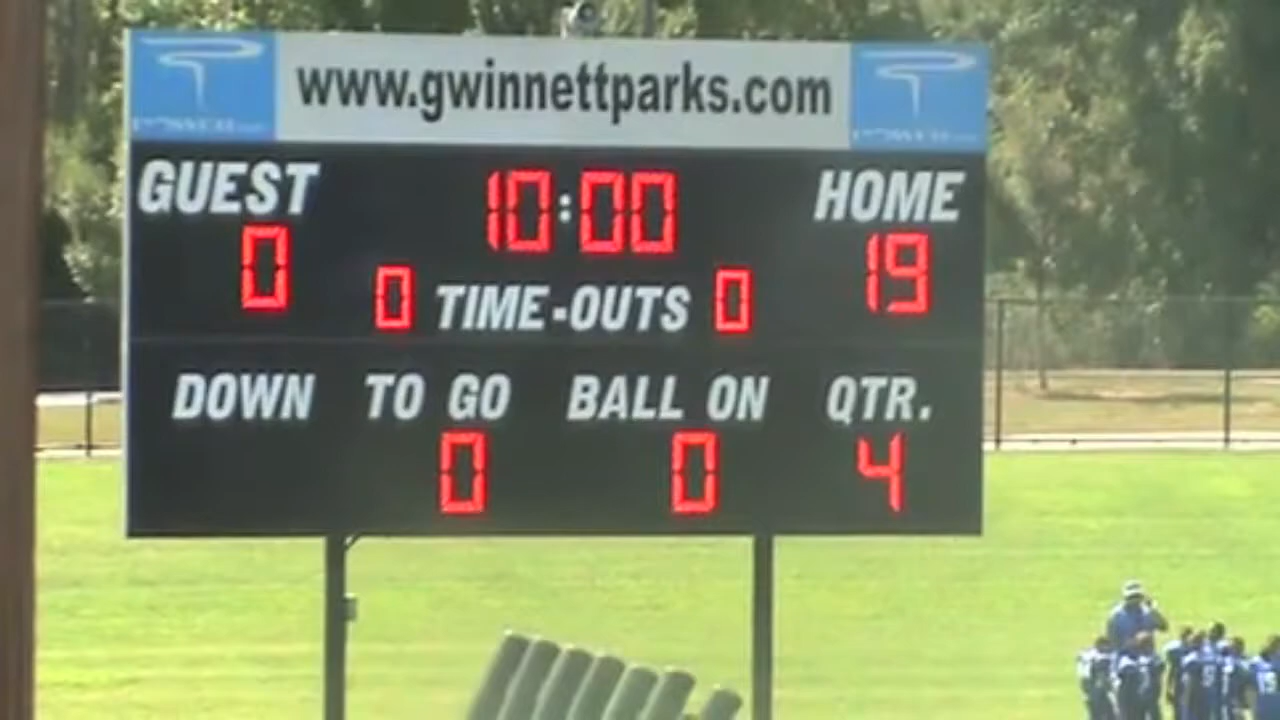 www.gwinnettparks.com
GUEST 10:00 HOME
0 19
0 TIME-OUTS 0
DOWN TO GO BALL ON QTR.
0 0 4